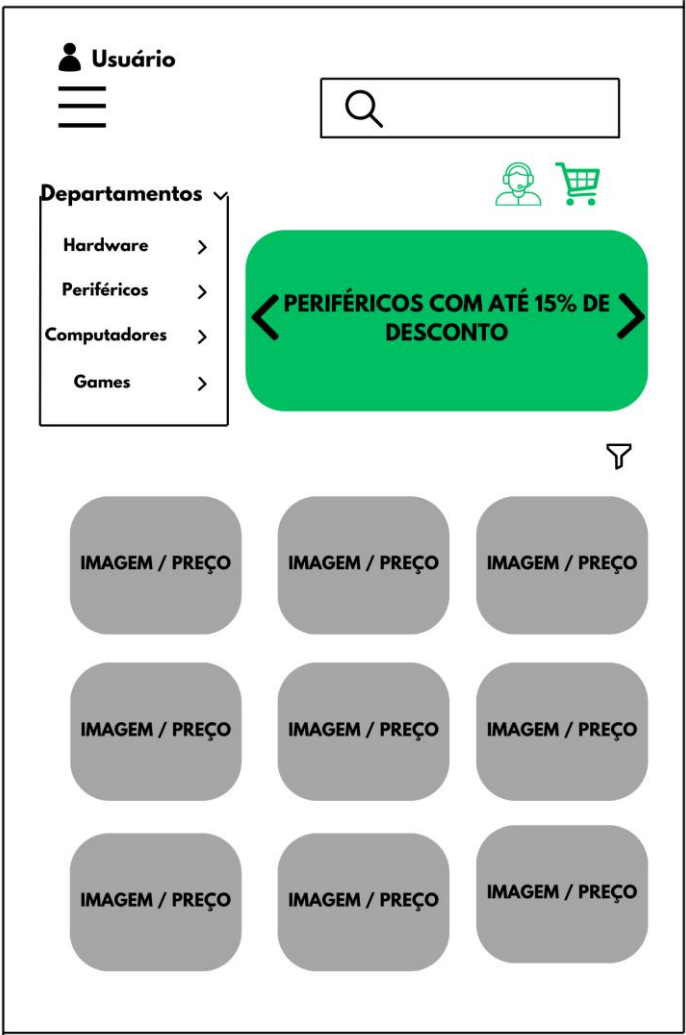 Usuário
Departamentos
Hardware
Periféricos
Computadores
Games
PERIFÉRICOS COM ATÉ 15% DE
DESCONTO
IMAGEM / PREÇO
IMAGEM / PREÇO
IMAGEM / PREÇO
IMAGEM / PREÇO
IMAGEM / PREÇO
IMAGEM / PREÇO
IMAGEM / PREÇO
IMAGEM / PREÇO
IMAGEM / PREÇO